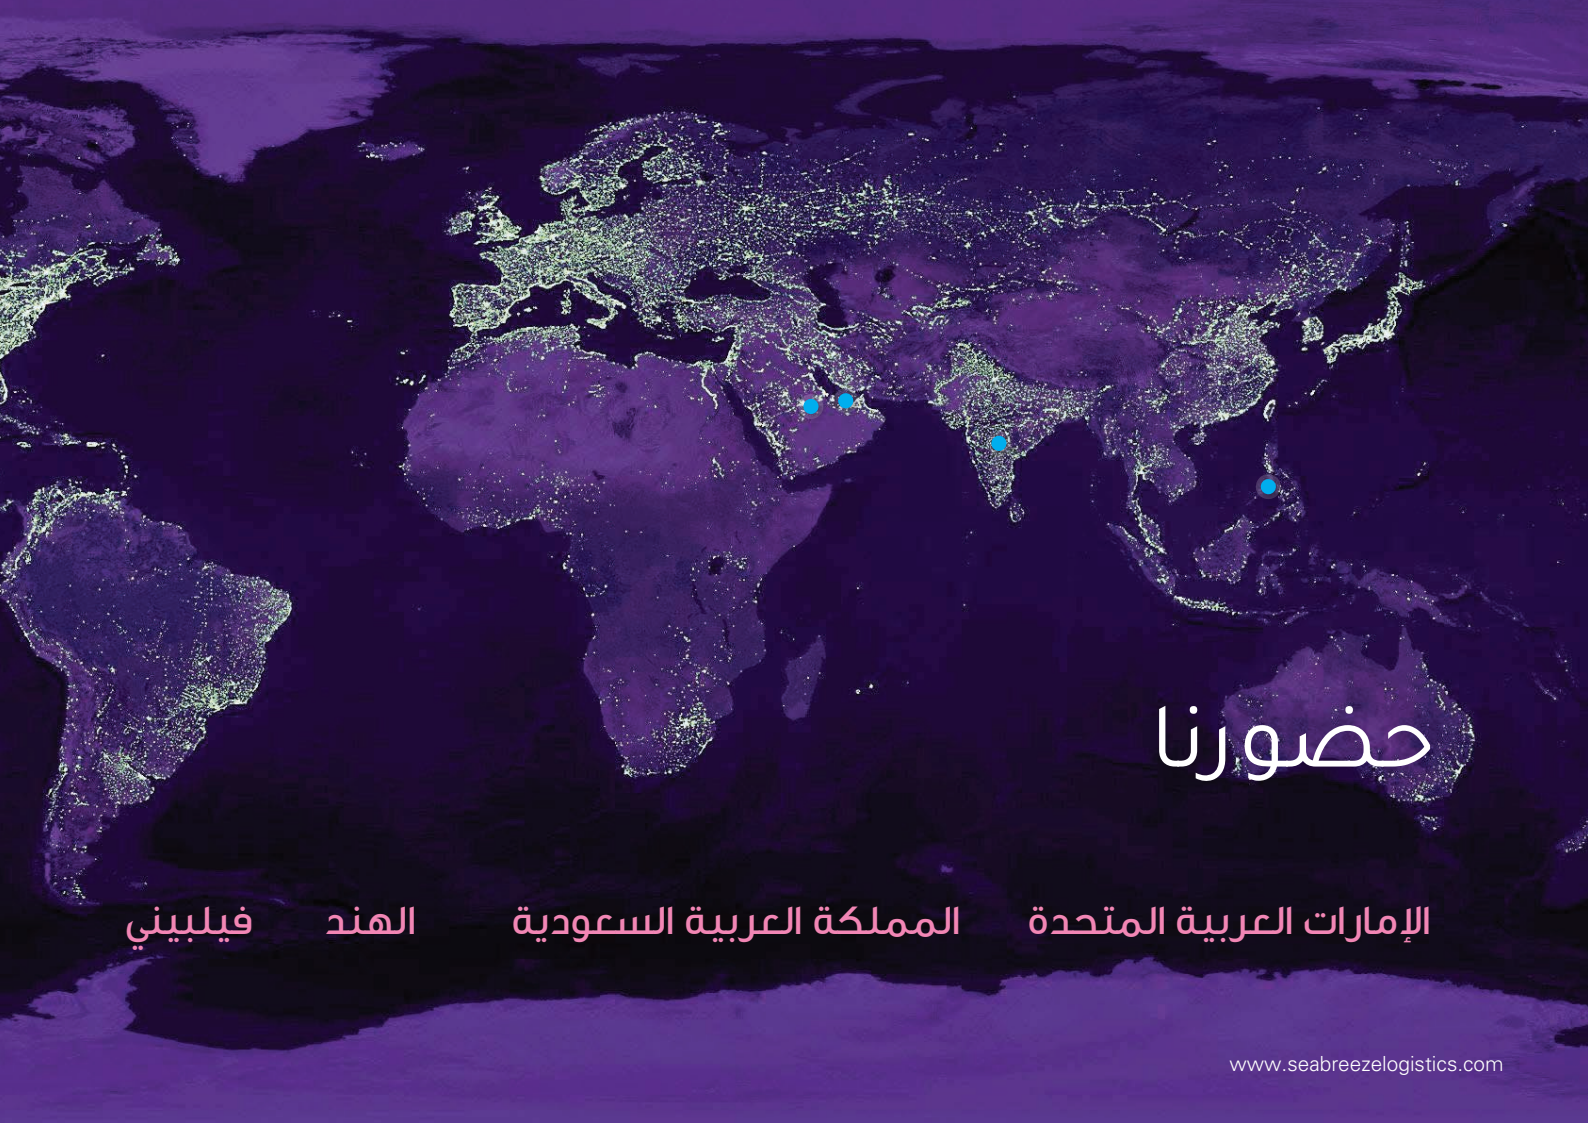 حضورنا
الإمارات العربية المتحدة المملكة العربية السعودية الهند فيلبيني
www.seabreezelogistics.com